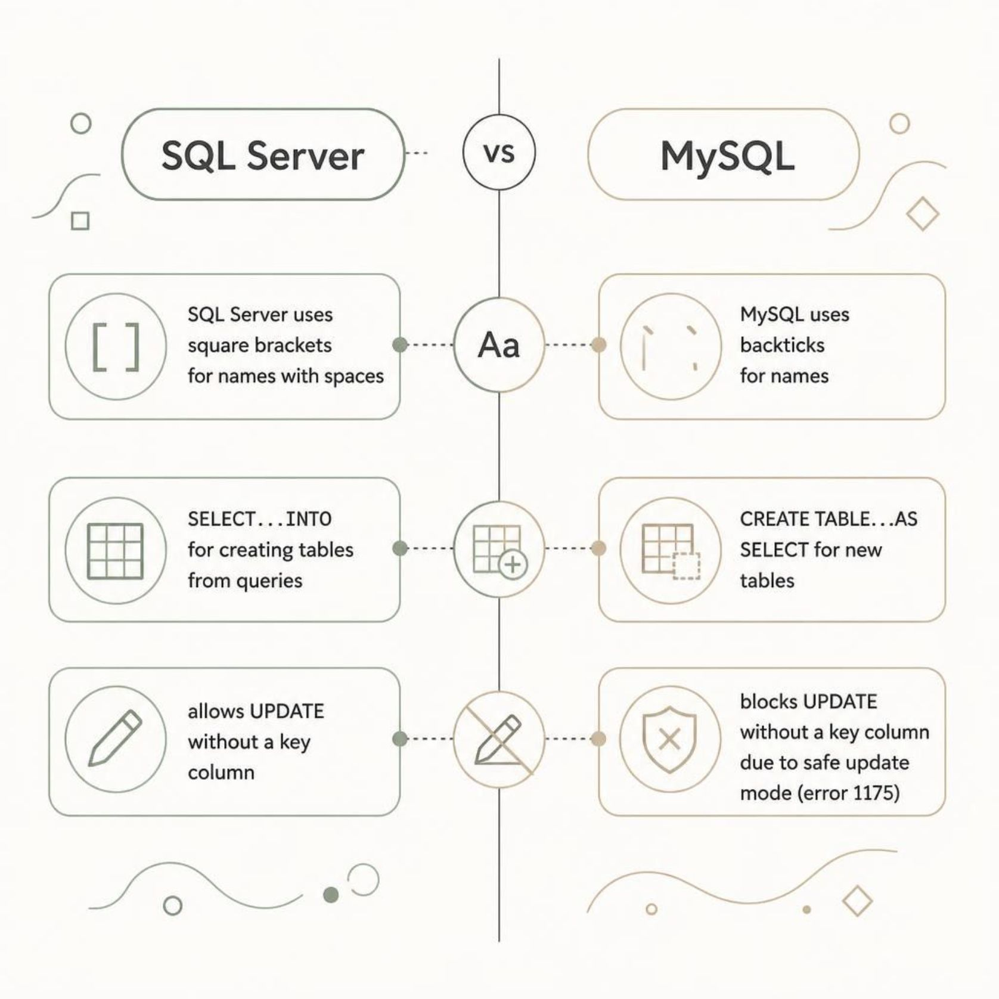 SQL Server
vs
MySQL
SQL Server uses
square brackets
for names with spaces
Aa
MySQL uses
backticks
for names
SELECT...INTO
for creating tables
from queries
CREATE TABLE...AS
SELECT for new
tables
allows UPDATE
without a key
column
blocks UPDATE
without a key column
due to safe update
mode (error 1175)